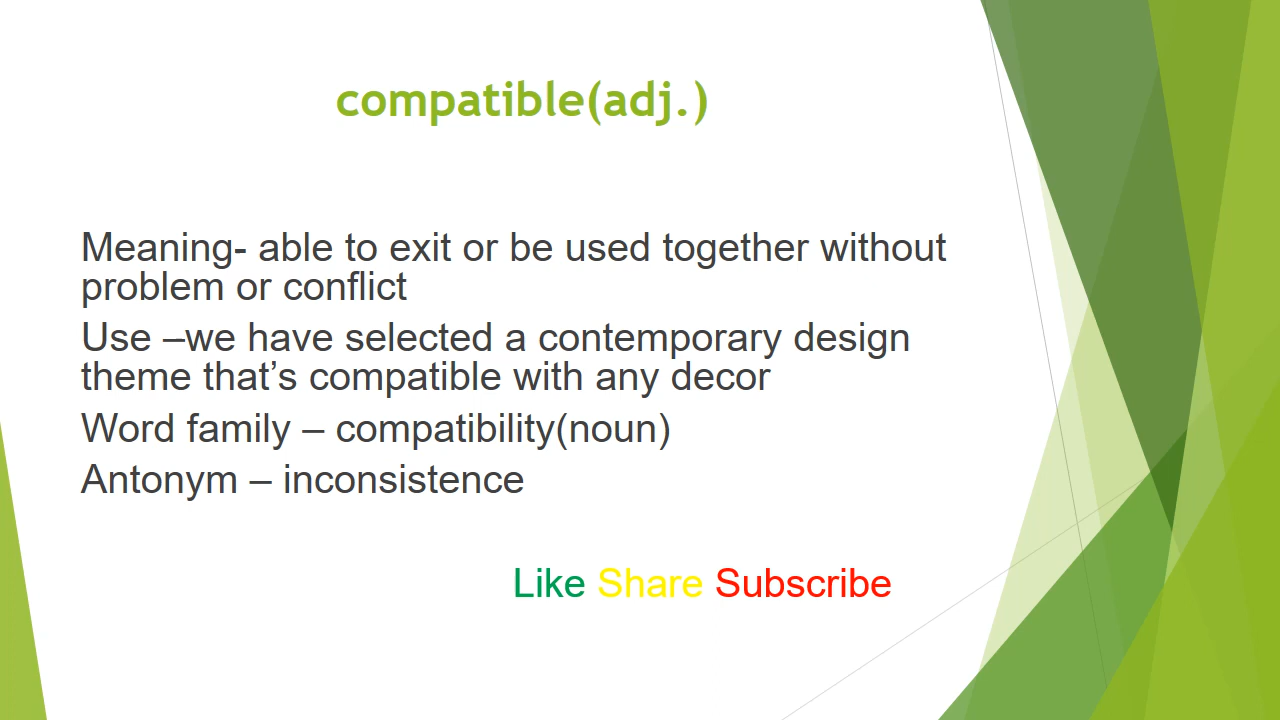 compatible(adj.)
Meaning- able to exit or be used together without
problem or conflict
Use –we have selected a contemporary design
theme that’s compatible with any decor
Word family – compatibility(noun)
Antonym – inconsistence
Like Share Subscribe